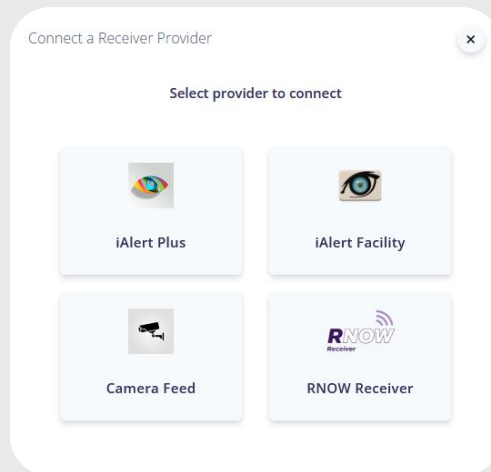 Connect a Receiver Provider
×
Select provider to connect
iAlert Plus
iAlert Facility
Camera Feed
RNOW
Receiver
RNOW Receiver